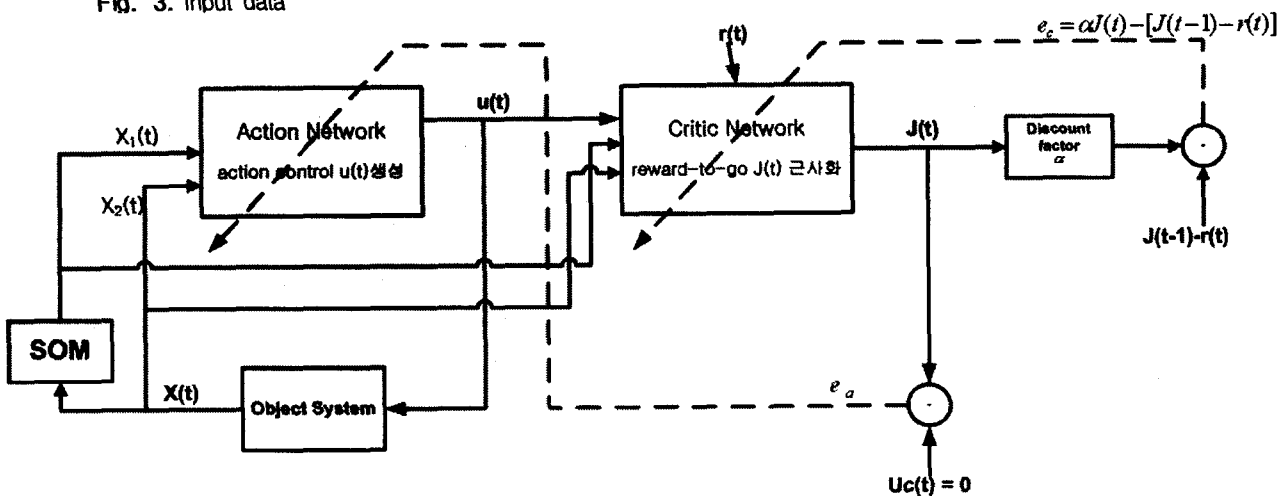 Fig. 3. Input data
e_c = αJ(t)−[J(t−1)−r(t)]
r(t)
u(t)
X₁(t)
Action Network
action control u(t)생성
X₂(t)
Critic Network
reward-to-go J(t) 근사화
J(t)
Discount
factor
α
J(t-1)-r(t)
SOM
X(t)
Object System
e_a
Uc(t) = 0